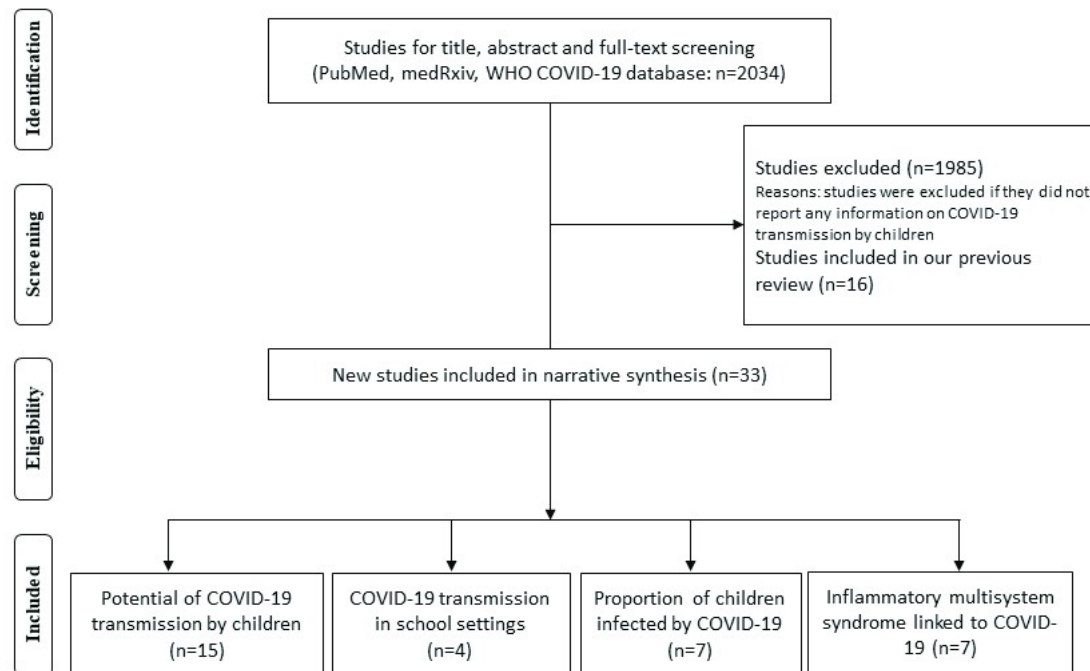 Identification
Studies for title, abstract and full-text screening
(PubMed, medRxiv, WHO COVID-19 database: n=2034)
Screening
Studies excluded (n=1985)
Reasons: studies were excluded if they did not
report any information on COVID-19
transmission by children
Studies included in our previous
review (n=16)
Eligibility
New studies included in narrative synthesis (n=33)
Included
Potential of COVID-19
transmission by children
(n=15)
COVID-19 transmission
in school settings
(n=4)
Proportion of children
infected by COVID-19
(n=7)
Inflammatory multisystem
syndrome linked to COVID-
19 (n=7)